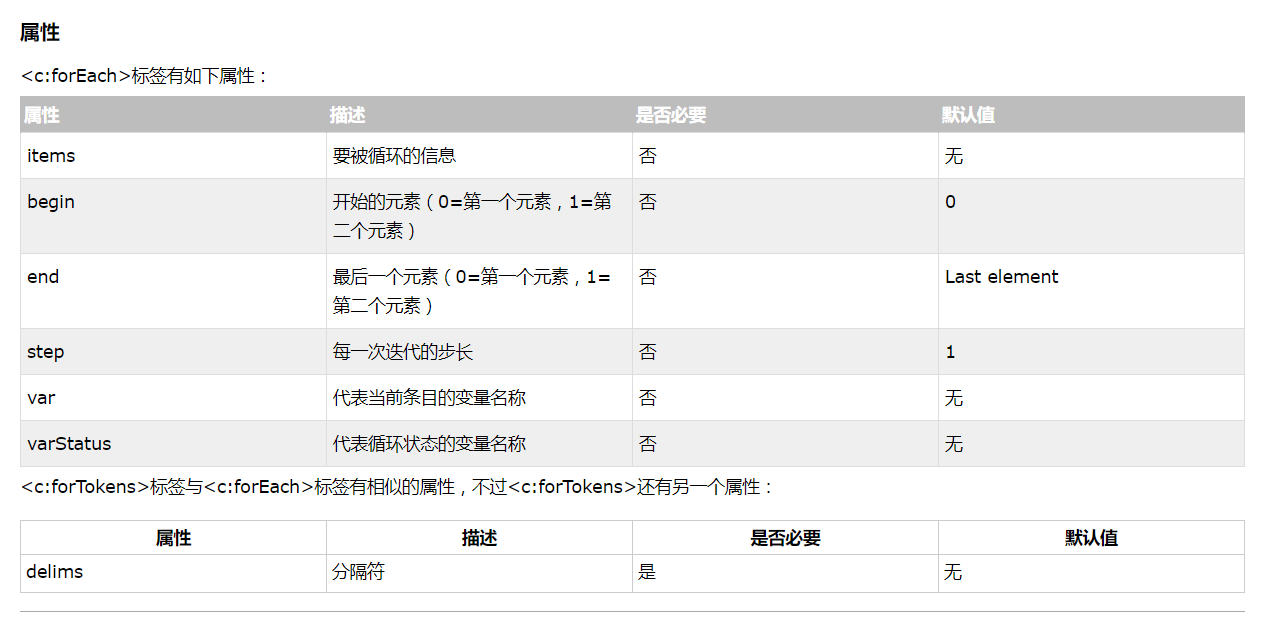 属性
<c:forEach>标签有如下属性：
属性 描述 是否必要 默认值
items 要被循环的信息 否 无
begin 开始的元素（0=第一个元素，1=第 否 0
二个元素）
end 最后一个元素（0=第一个元素，1= 否 Last element
第二个元素）
step 每一次迭代的步长 否 1
var 代表当前条目的变量名称 否 无
varStatus 代表循环状态的变量名称 否 无
<c:forTokens>标签与<c:forEach>标签有相似的属性，不过<c:forTokens>还有另一个属性：
属性 描述 是否必要 默认值
delims 分隔符 是 无